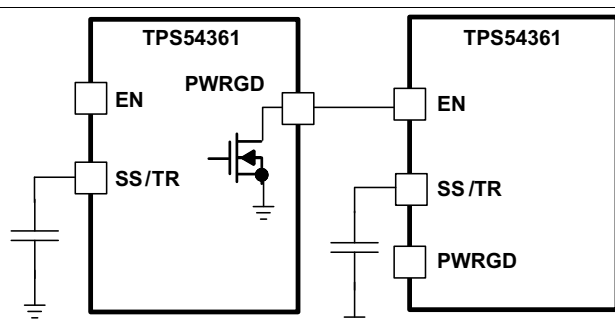 TPS54361
PWRGD
EN
SS/TR
TPS54361
EN
SS/TR
PWRGD